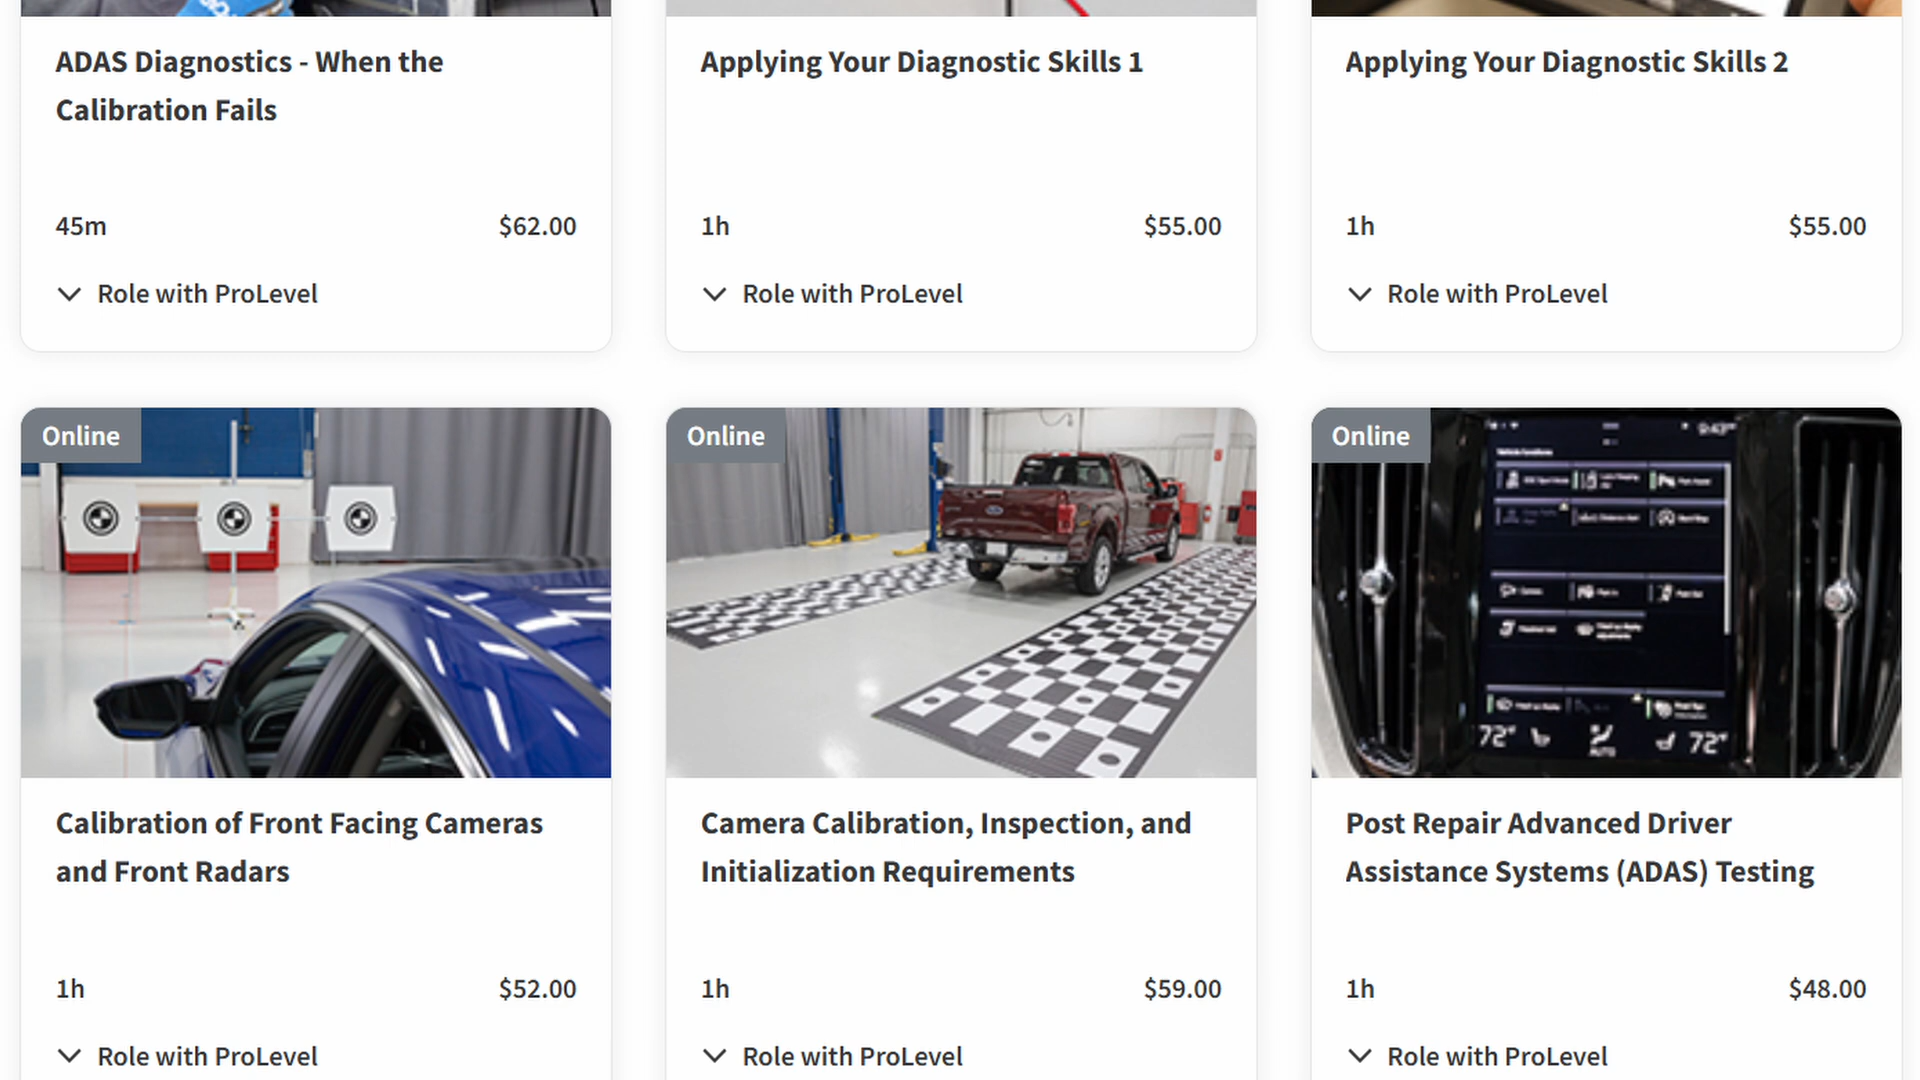 ADAS Diagnostics - When the
Calibration Fails
45m
$62.00
Role with ProLevel
Applying Your Diagnostic Skills 1
1h
$55.00
Role with ProLevel
Applying Your Diagnostic Skills 2
1h
$55.00
Role with ProLevel
Online
Calibration of Front Facing Cameras
and Front Radars
1h
$52.00
Role with ProLevel
Online
Camera Calibration, Inspection, and
Initialization Requirements
1h
$59.00
Role with ProLevel
Online
72° AUTO 72°
Post Repair Advanced Driver
Assistance Systems (ADAS) Testing
1h
$48.00
Role with ProLevel